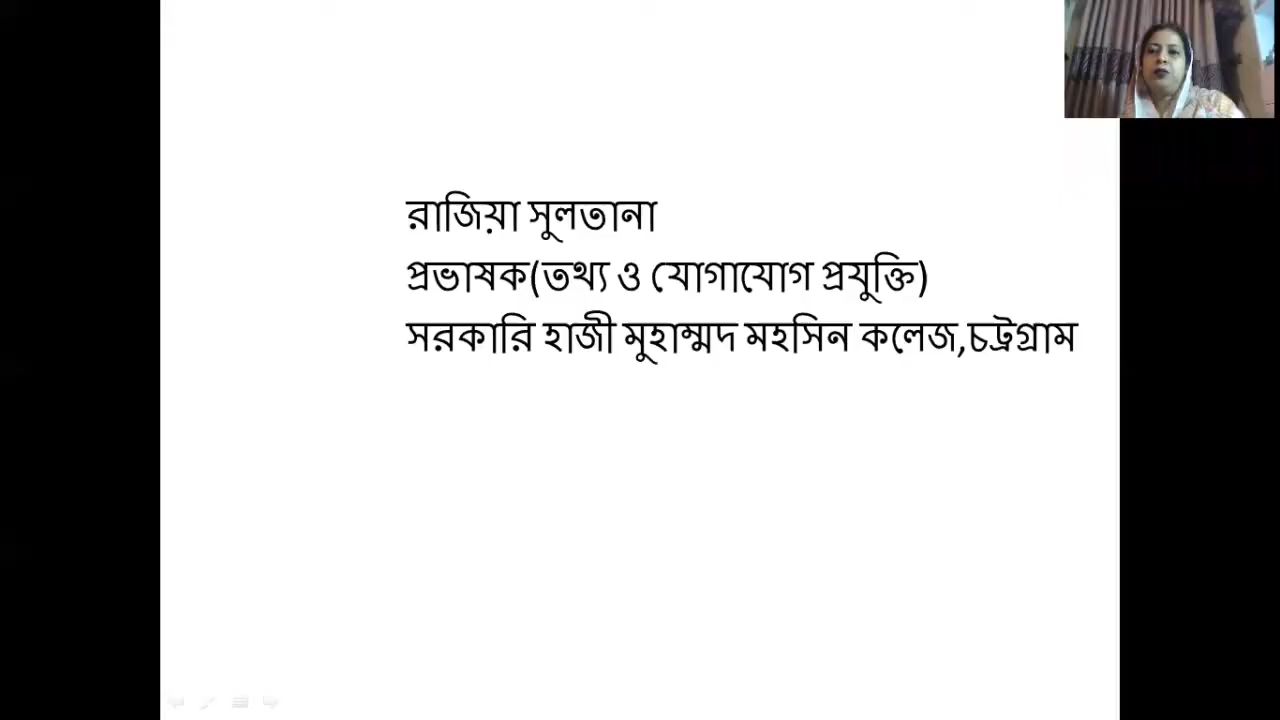 রাজিয়া সুলতানা
প্রভাষক(তথ্য ও যোগাযোগ প্রযুক্তি)
সরকারি হাজী মুহাম্মদ মহসিন কলেজ,চট্রগ্রাম